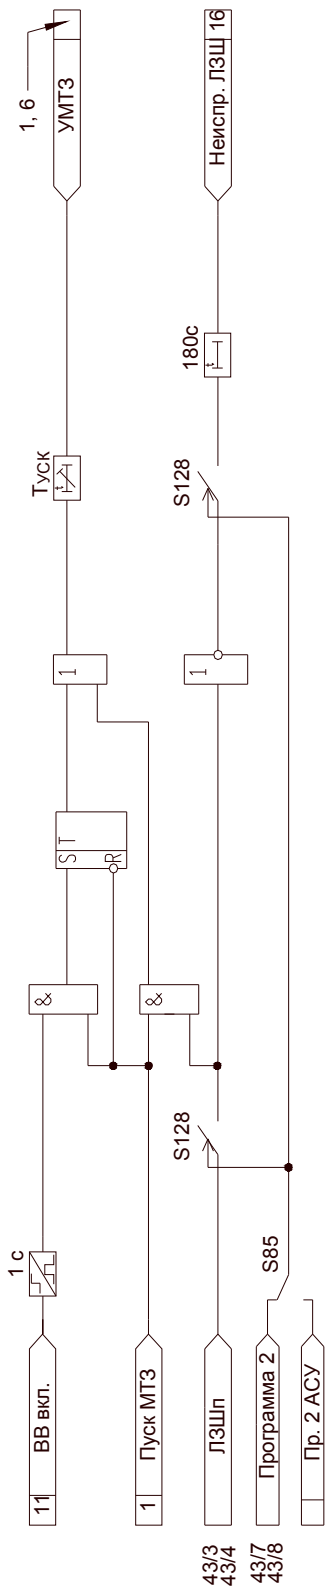 11 ВВ вкл.
1 с
&
S T
R
1
Туск
t
УМТЗ
1, 6
1 Пуск МТЗ
&
43/3
43/4
ЛЗШп
S128
1
S128
180с
t
Неиспр. ЛЗШ 16
43/7
43/8
Программа 2
S85
Пр. 2 АСУ